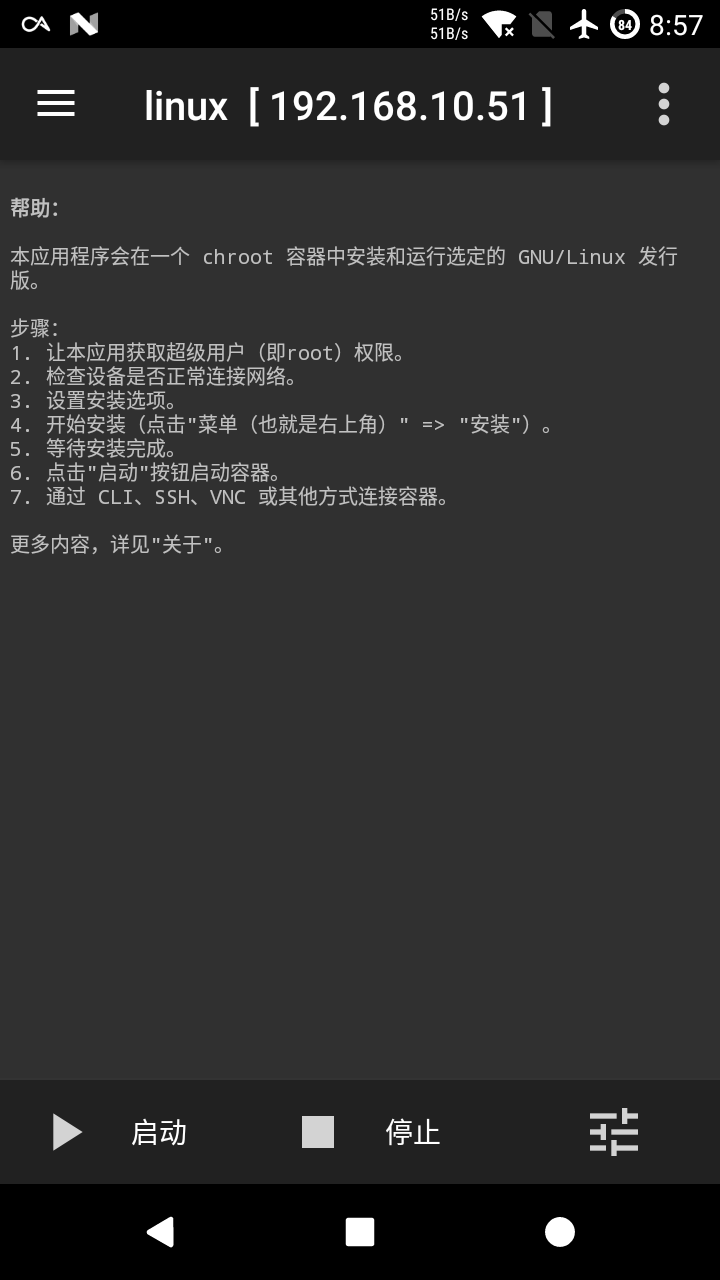 51B/s
51B/s
84
8:57
linux [ 192.168.10.51 ]
帮助：
本应用程序会在一个 chroot 容器中安装和运行选定的 GNU/Linux 发行
版。
步骤：
1. 让本应用获取超级用户（即root）权限。
2. 检查设备是否正常连接网络。
3. 设置安装选项。
4. 开始安装（点击"菜单（也就是右上角）" => "安装"）。
5. 等待安装完成。
6. 点击"启动"按钮启动容器。
7. 通过 CLI、SSH、VNC 或其他方式连接容器。
更多内容，详见"关于"。
启动 停止